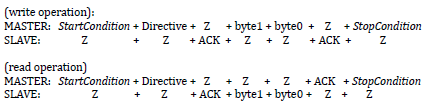 (write operation):
MASTER: StartCondition + Directive + Z + byte1 + byte0 + Z + StopCondition
SLAVE: Z + Z + ACK + Z + Z + ACK + Z
(read operation)
MASTER: StartCondition + Directive + Z + Z + Z + ACK + StopCondition
SLAVE: Z + Z + ACK + byte1 + byte0 + Z + Z